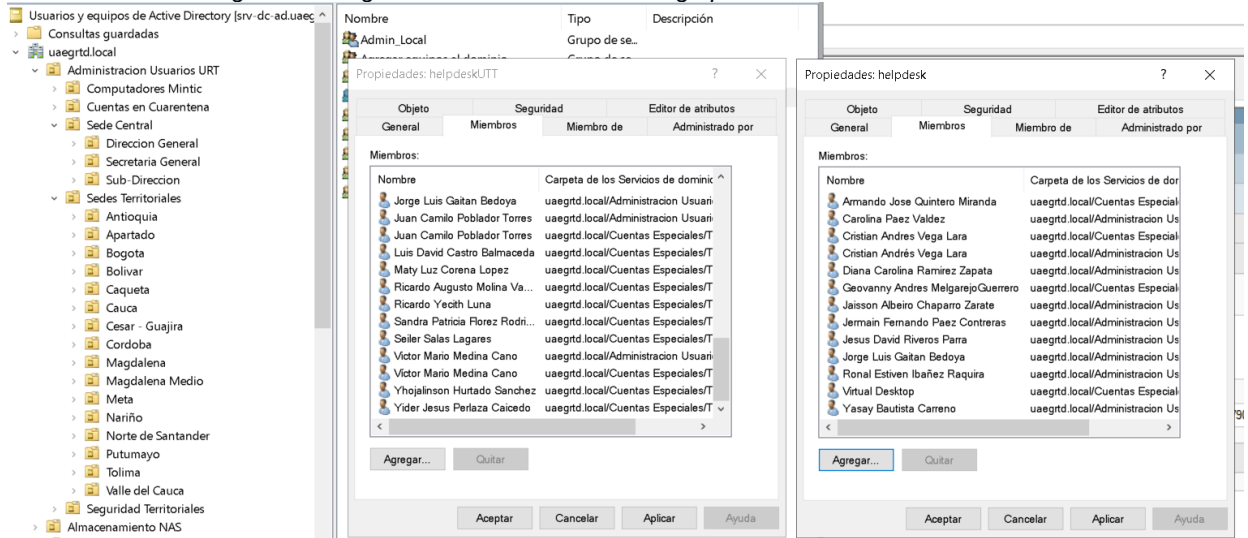 Usuarios y equipos de Active Directory [srv-dc-ad.uaeg
Consultas guardadas
uaegrtd.local
Administracion Usuarios URT
Computadores Mintic
Cuentas en Cuarentena
Sede Central
Direccion General
Secretaria General
Sub-Direccion
Sedes Territoriales
Antioquia
Apartado
Bogota
Bolivar
Caqueta
Cauca
Cesar - Guajira
Cordoba
Magdalena
Magdalena Medio
Meta
Nariño
Norte de Santander
Putumayo
Tolima
Valle del Cauca
Seguridad Territoriales
Almacenamiento NAS
Nombre Tipo Descripción
Admin_Local Grupo de se...
Propiedades: helpdeskUTT ? ×
Objeto Seguridad Editor de atributos
General Miembros Miembro de Administrado por
Miembros:
Nombre Carpeta de los Servicios de dominic
Jorge Luis Gaitan Bedoya uaegrtd.local/Administracion Usuari
Juan Camilo Poblador Torres uaegrtd.local/Administracion Usuari
Juan Camilo Poblador Torres uaegrtd.local/Cuentas Especiales/T
Luis David Castro Balmaceda uaegrtd.local/Cuentas Especiales/T
Maty Luz Corena Lopez uaegrtd.local/Cuentas Especiales/T
Ricardo Augusto Molina Va... uaegrtd.local/Cuentas Especiales/T
Ricardo Yecith Luna uaegrtd.local/Cuentas Especiales/T
Sandra Patricia Florez Rodri... uaegrtd.local/Cuentas Especiales/T
Seiler Salas Lagares uaegrtd.local/Cuentas Especiales/T
Victor Mario Medina Cano uaegrtd.local/Administracion Usuari
Victor Mario Medina Cano uaegrtd.local/Cuentas Especiales/T
Yhojalinson Hurtado Sanchez uaegrtd.local/Cuentas Especiales/T
Yider Jesus Perlaza Caicedo uaegrtd.local/Cuentas Especiales/T
Agregar... Quitar
Aceptar Cancelar Aplicar Ayuda
Propiedades: helpdesk ? ×
Objeto Seguridad Editor de atributos
General Miembros Miembro de Administrado por
Miembros:
Nombre Carpeta de los Servicios de dor
Armando Jose Quintero Miranda uaegrtd.local/Cuentas Especial
Carolina Paez Valdez uaegrtd.local/Administracion Us
Cristian Andres Vega Lara uaegrtd.local/Cuentas Especial
Cristian Andrés Vega Lara uaegrtd.local/Administracion Us
Diana Carolina Ramirez Zapata uaegrtd.local/Administracion Us
Geovanny Andres MelgarejoGuerrero uaegrtd.local/Cuentas Especial
Jaisson Albeiro Chaparro Zarate uaegrtd.local/Administracion Us
Jermain Fernando Paez Contreras uaegrtd.local/Administracion Us
Jesus David Riveros Parra uaegrtd.local/Administracion Us
Jorge Luis Gaitan Bedoya uaegrtd.local/Administracion Us
Ronal Estiven Ibañez Raquira uaegrtd.local/Administracion Us
Virtual Desktop uaegrtd.local/Cuentas Especial
Yasay Bautista Carreno uaegrtd.local/Administracion Us
Agregar... Quitar
Aceptar Cancelar Aplicar Ayuda